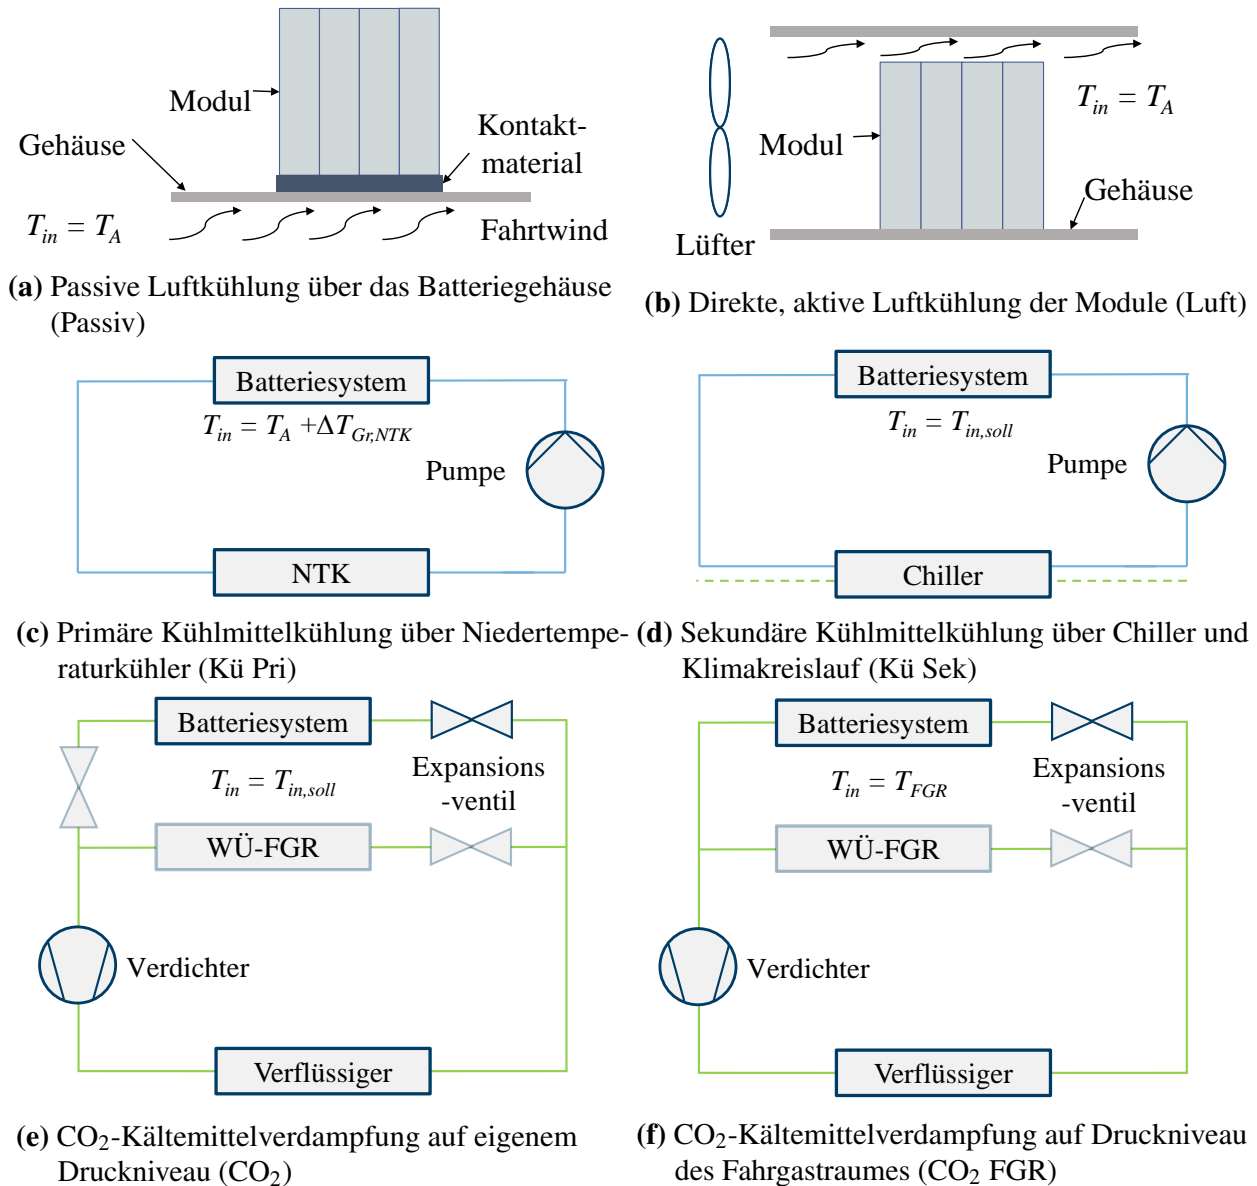 Modul
Gehäuse
Kontakt-
material
T_in = T_A
Fahrtwind
(a) Passive Luftkühlung über das Batteriegehäuse
(Passiv)
T_in = T_A
Modul
Gehäuse
Lüfter
(b) Direkte, aktive Luftkühlung der Module (Luft)
Batteriesystem
T_in = T_A +ΔT_Gr,NTK
Pumpe
NTK
(c) Primäre Kühlmittelkühlung über Niedertempe-
raturkühler (Kü Pri)
Batteriesystem
T_in = T_in,soll
Pumpe
Chiller
(d) Sekundäre Kühlmittelkühlung über Chiller und
Klimakreislauf (Kü Sek)
Batteriesystem
T_in = T_in,soll
Expansions
-ventil
WÜ-FGR
Verdichter
Verflüssiger
(e) CO₂-Kältemittelverdampfung auf eigenem
Druckniveau (CO₂)
Batteriesystem
T_in = T_FGR
Expansions
-ventil
WÜ-FGR
Verdichter
Verflüssiger
(f) CO₂-Kältemittelverdampfung auf Druckniveau
des Fahrgastraumes (CO₂ FGR)